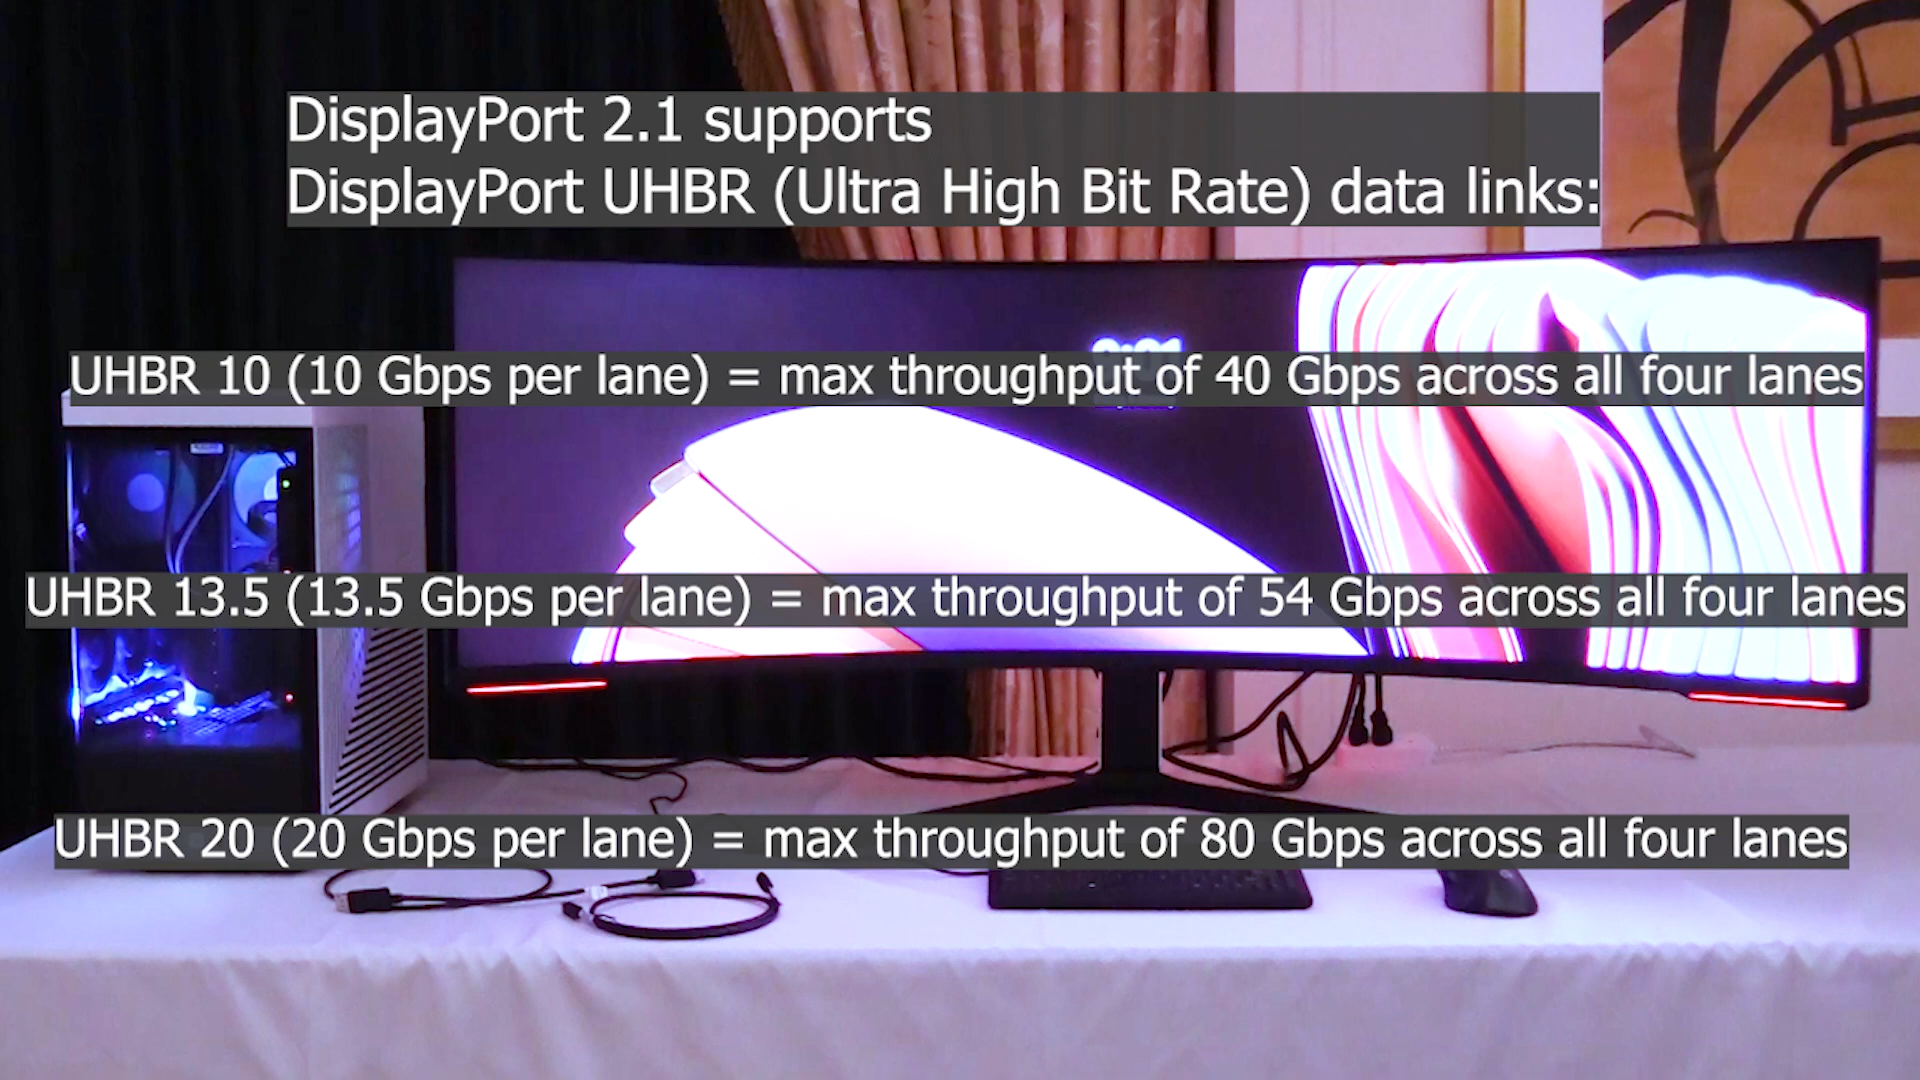 DisplayPort 2.1 supports
DisplayPort UHBR (Ultra High Bit Rate) data links:
UHBR 10 (10 Gbps per lane) = max throughput of 40 Gbps across all four lanes
UHBR 13.5 (13.5 Gbps per lane) = max throughput of 54 Gbps across all four lanes
UHBR 20 (20 Gbps per lane) = max throughput of 80 Gbps across all four lanes